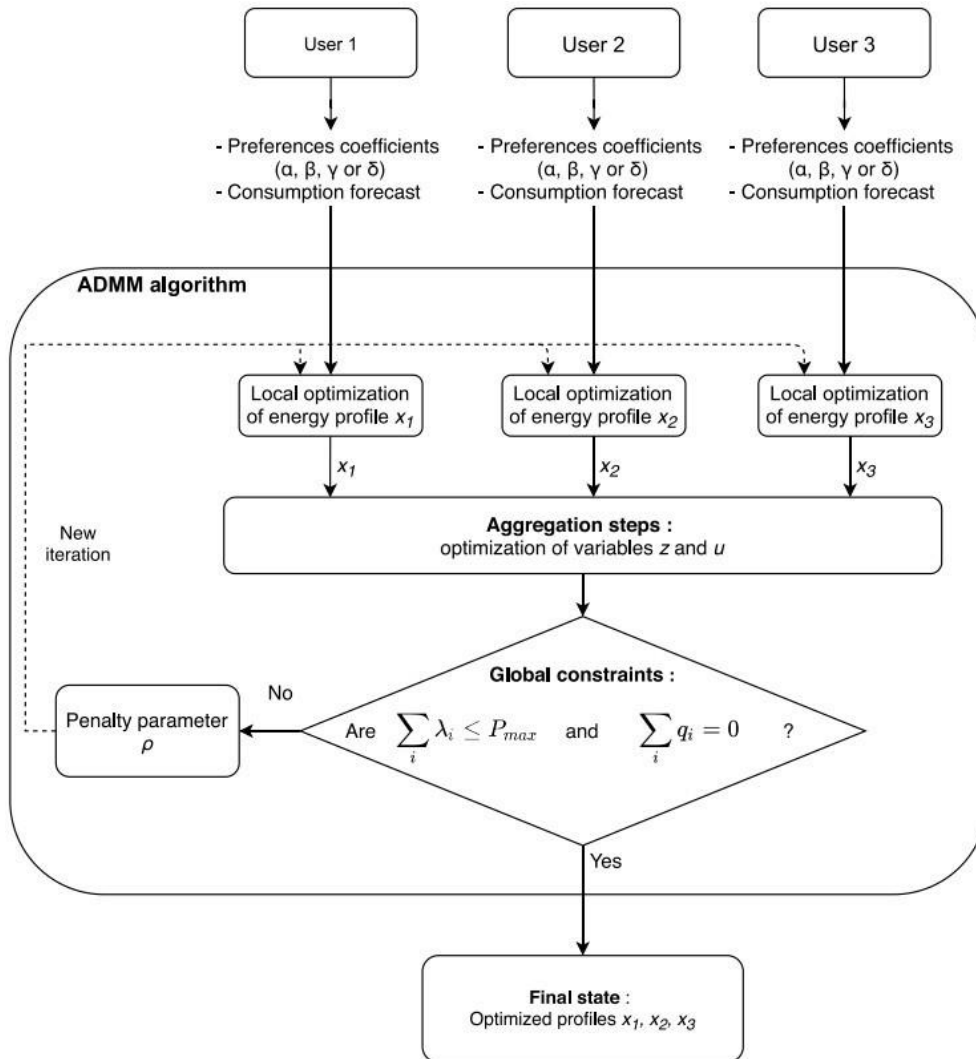 User 1
User 2
User 3
- Preferences coefficients
(α, β, γ or δ)
- Consumption forecast
- Preferences coefficients
(α, β, γ or δ)
- Consumption forecast
- Preferences coefficients
(α, β, γ or δ)
- Consumption forecast
ADMM algorithm
Local optimization
of energy profile x₁
Local optimization
of energy profile x₂
Local optimization
of energy profile x₃
x₁
x₂
x₃
Aggregation steps :
optimization of variables z and u
New
iteration
Global constraints :
Are ∑ᵢ λᵢ ≤ Pₘₐₓ and ∑ᵢ qᵢ = 0 ?
No
Penalty parameter
ρ
Yes
Final state :
Optimized profiles x₁, x₂, x₃